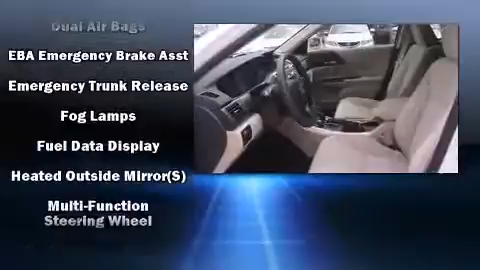 Dual Air Bags
EBA Emergency Brake Asst
Emergency Trunk Release
Fog Lamps
Fuel Data Display
Heated Outside Mirror(S)
Multi-Function
Steering Wheel